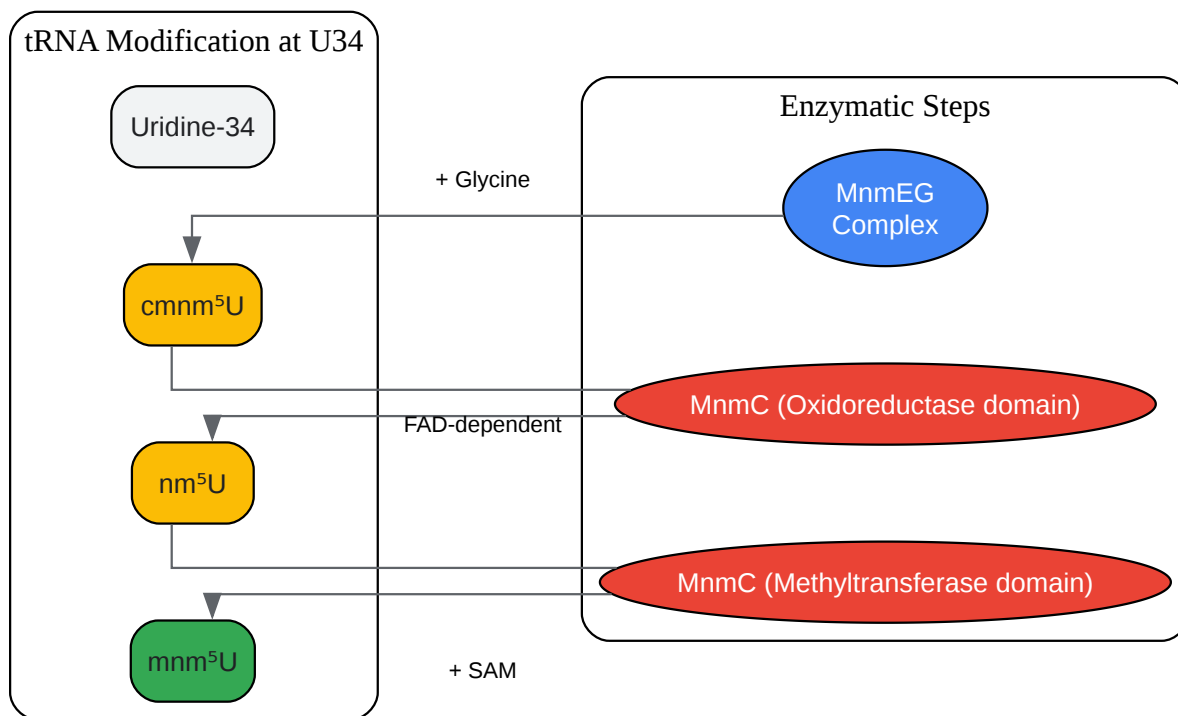 tRNA Modification at U34
Uridine-34
cmnm⁵U
nm⁵U
mnm⁵U
+ Glycine
FAD-dependent
+ SAM
Enzymatic Steps
MnmEG
Complex
MnmC (Oxidoreductase domain)
MnmC (Methyltransferase domain)